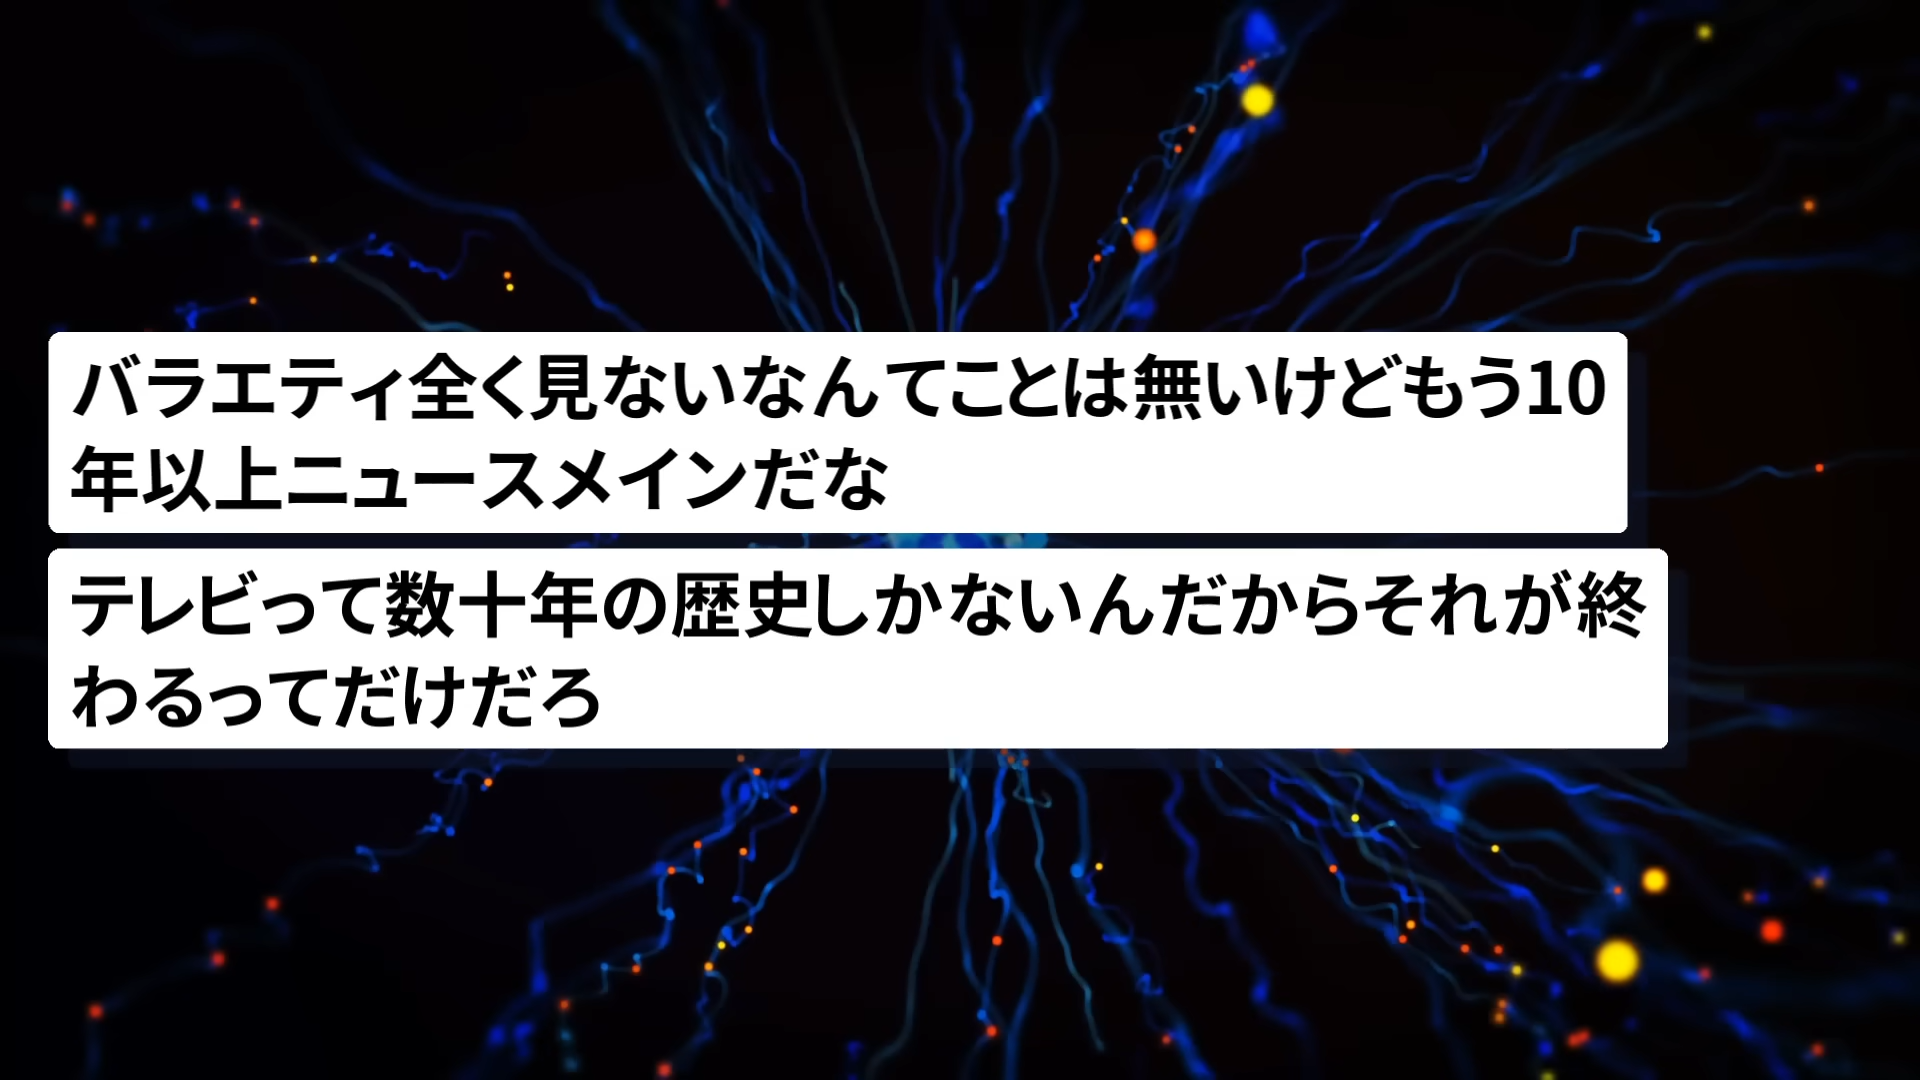 バラエティ全く見ないなんてことは無いけどもう10
年以上ニュースメインだな
テレビって数十年の歴史しかないんだからそれが終
わるってだけだろ